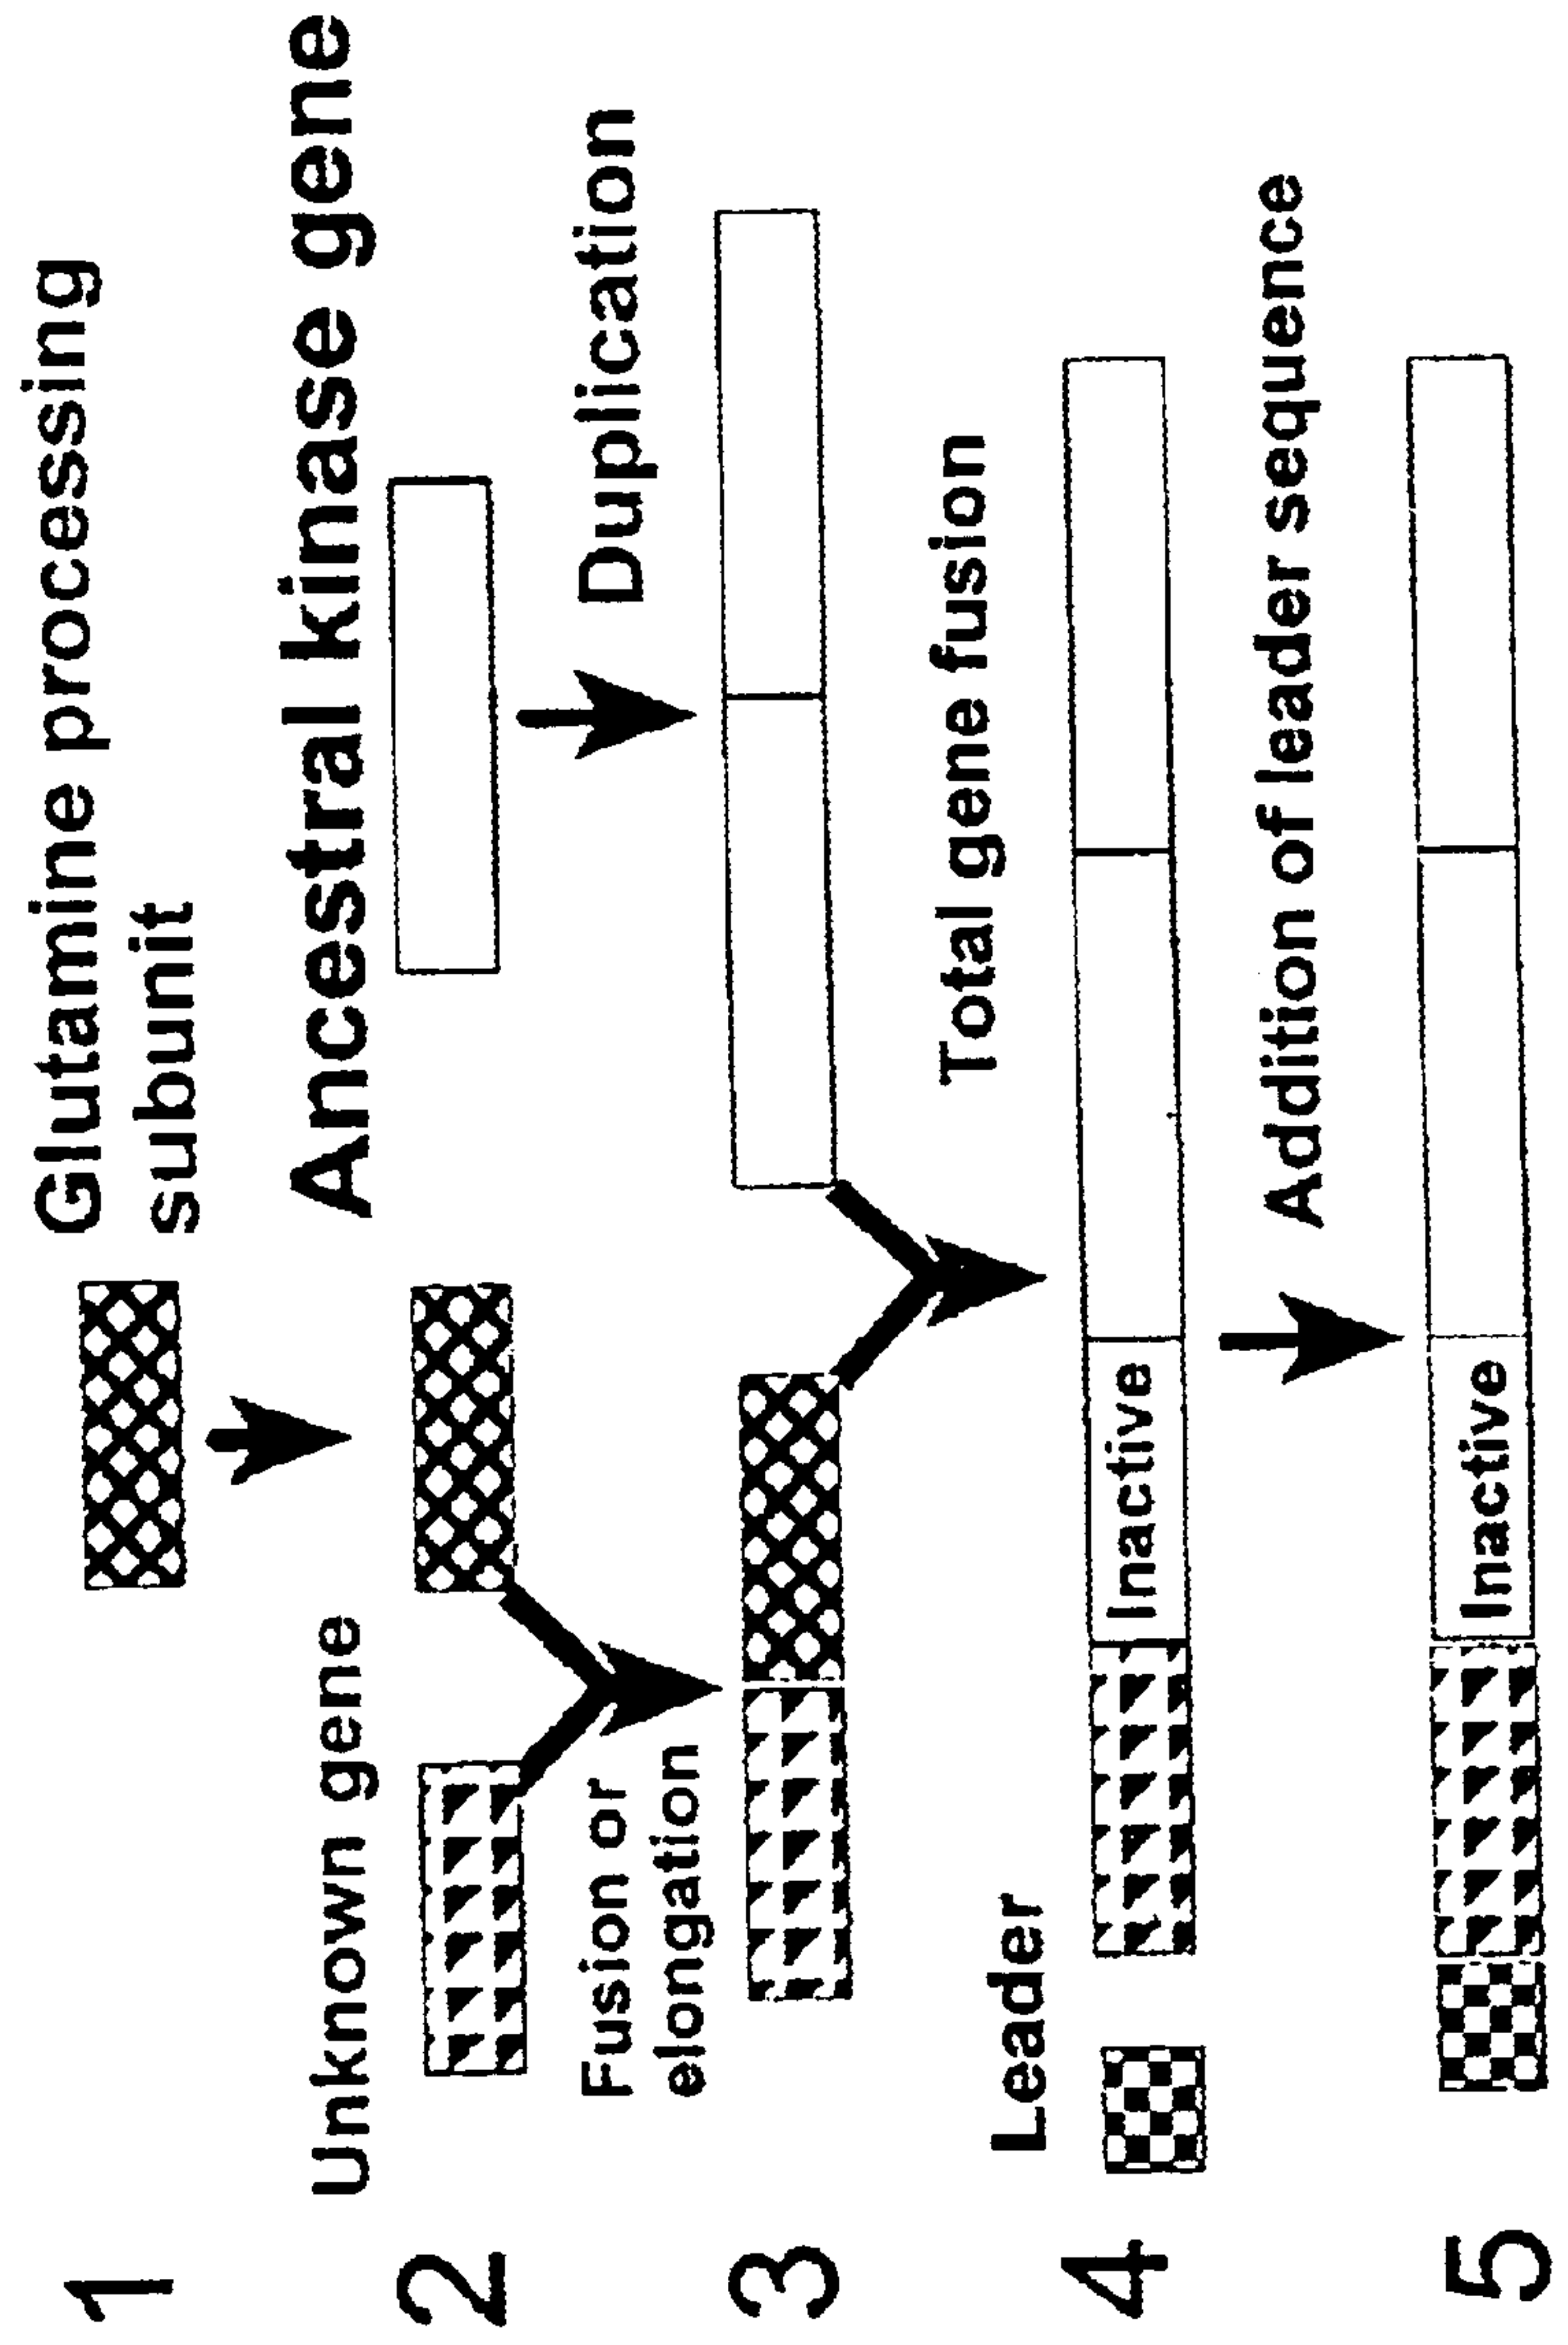 1
Glutamine processing
subunit
2
Unknown gene
Ancestral kinase gene
Fusion or
elongation
Duplication
3
Leader
Total gene fusion
4
Inactive
Addition of leader sequence
5
Inactive